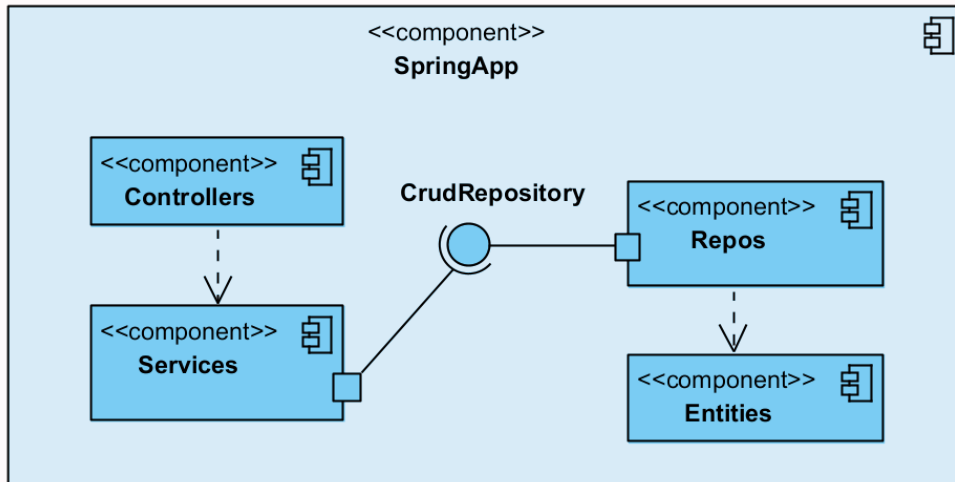 <<component>>
SpringApp
<<component>>
Controllers
CrudRepository
<<component>>
Repos
<<component>>
Services
<<component>>
Entities